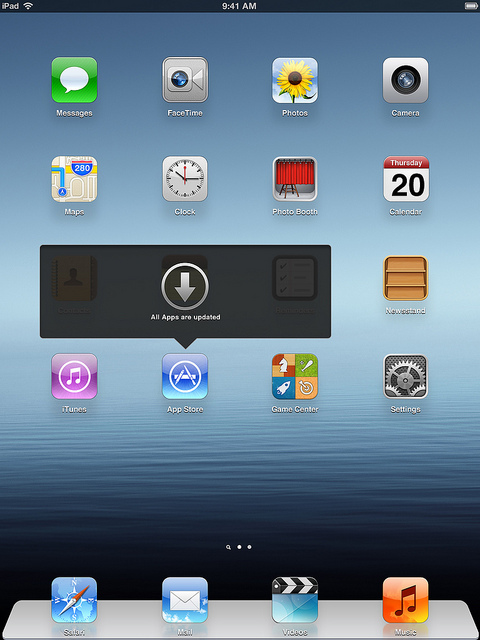 iPad 9:41 AM
Messages FaceTime Photos Camera
280
Thursday
20
Maps Clock Photo Booth Calendar
All Apps are updated
Newsstand
iTunes App Store Game Center Settings
Safari Mail Videos Music